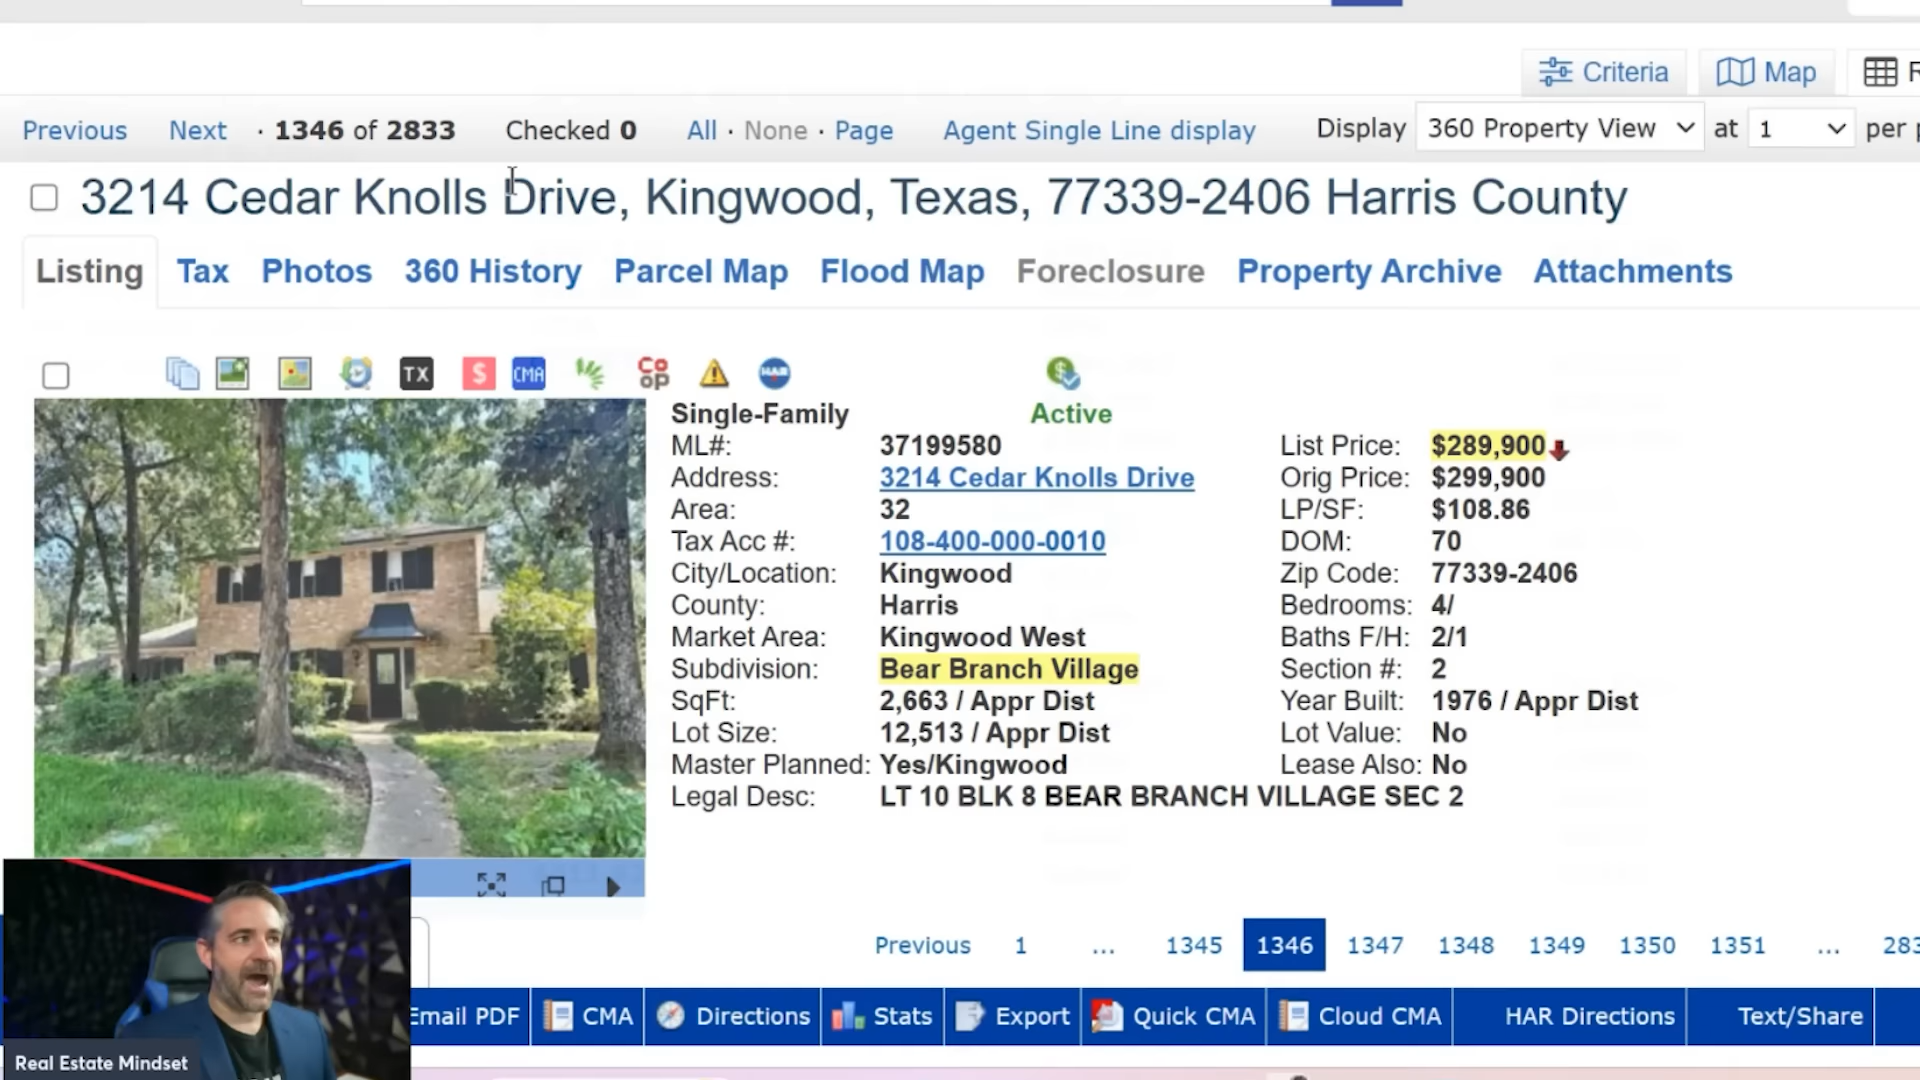 Criteria Map
Previous Next · 1346 of 2833 Checked 0 All · None · Page Agent Single Line display Display 360 Property View at 1 per
3214 Cedar Knolls Drive, Kingwood, Texas, 77339-2406 Harris County
Listing Tax Photos 360 History Parcel Map Flood Map Foreclosure Property Archive Attachments
TX $ CMA CO OP HAR $
Single-Family Active
ML#: 37199580 List Price: $289,900
Address: 3214 Cedar Knolls Drive Orig Price: $299,900
Area: 32 LP/SF: $108.86
Tax Acc #: 108-400-000-0010 DOM: 70
City/Location: Kingwood Zip Code: 77339-2406
County: Harris Bedrooms: 4/
Market Area: Kingwood West Baths F/H: 2/1
Subdivision: Bear Branch Village Section #: 2
SqFt: 2,663 / Appr Dist Year Built: 1976 / Appr Dist
Lot Size: 12,513 / Appr Dist Lot Value: No
Master Planned: Yes/Kingwood Lease Also: No
Legal Desc: LT 10 BLK 8 BEAR BRANCH VILLAGE SEC 2
Previous 1 ... 1345 1346 1347 1348 1349 1350 1351 ... 283
Email PDF CMA Directions Stats Export Quick CMA Cloud CMA HAR Directions Text/Share
Real Estate Mindset